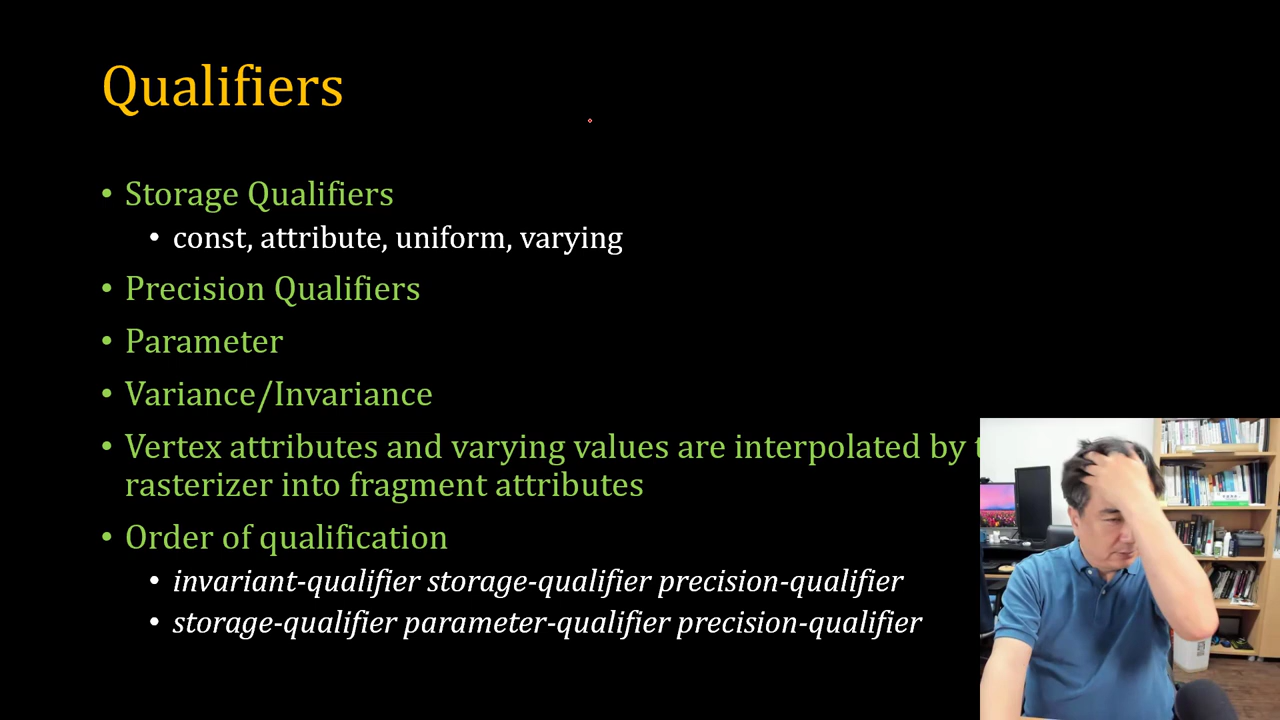 Qualifiers
• Storage Qualifiers
• const, attribute, uniform, varying
• Precision Qualifiers
• Parameter
• Variance/Invariance
• Vertex attributes and varying values are interpolated by
rasterizer into fragment attributes
• Order of qualification
• invariant-qualifier storage-qualifier precision-qualifier
• storage-qualifier parameter-qualifier precision-qualifier